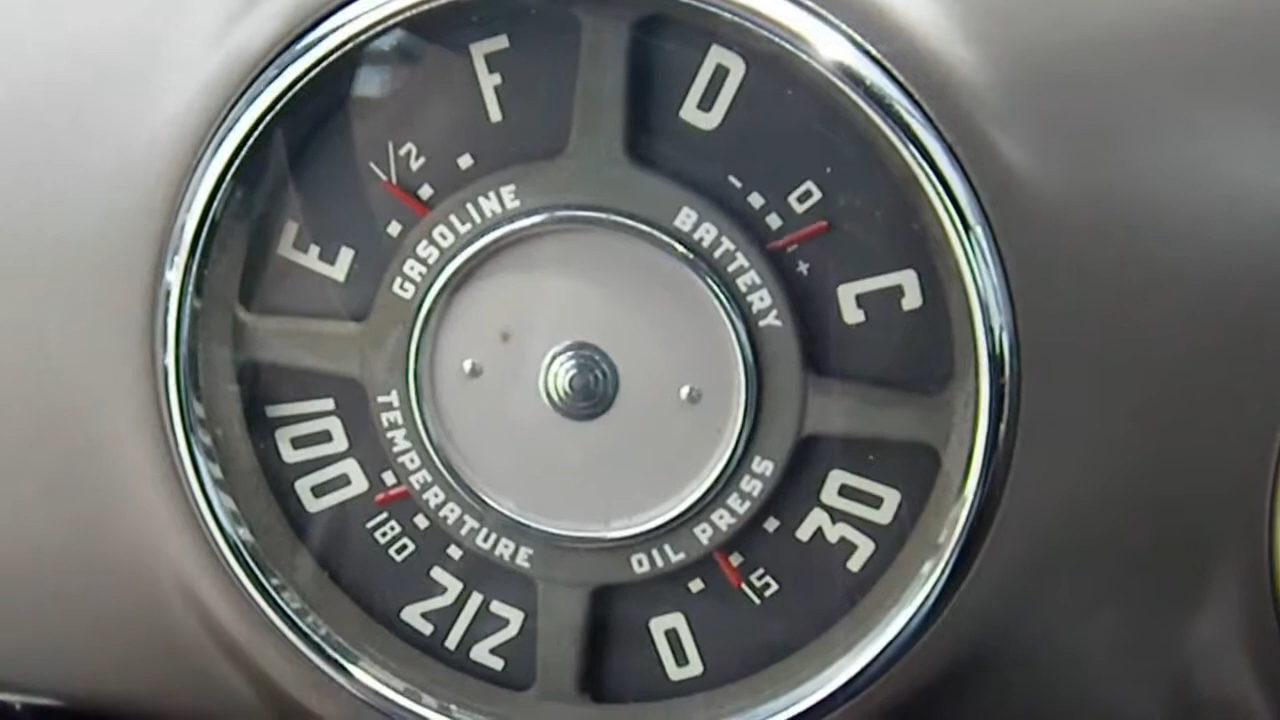 F
1/2
E
GASOLINE
D
- 0 +
C
BATTERY
100
180
212
TEMPERATURE
30
15
0
OIL PRESS